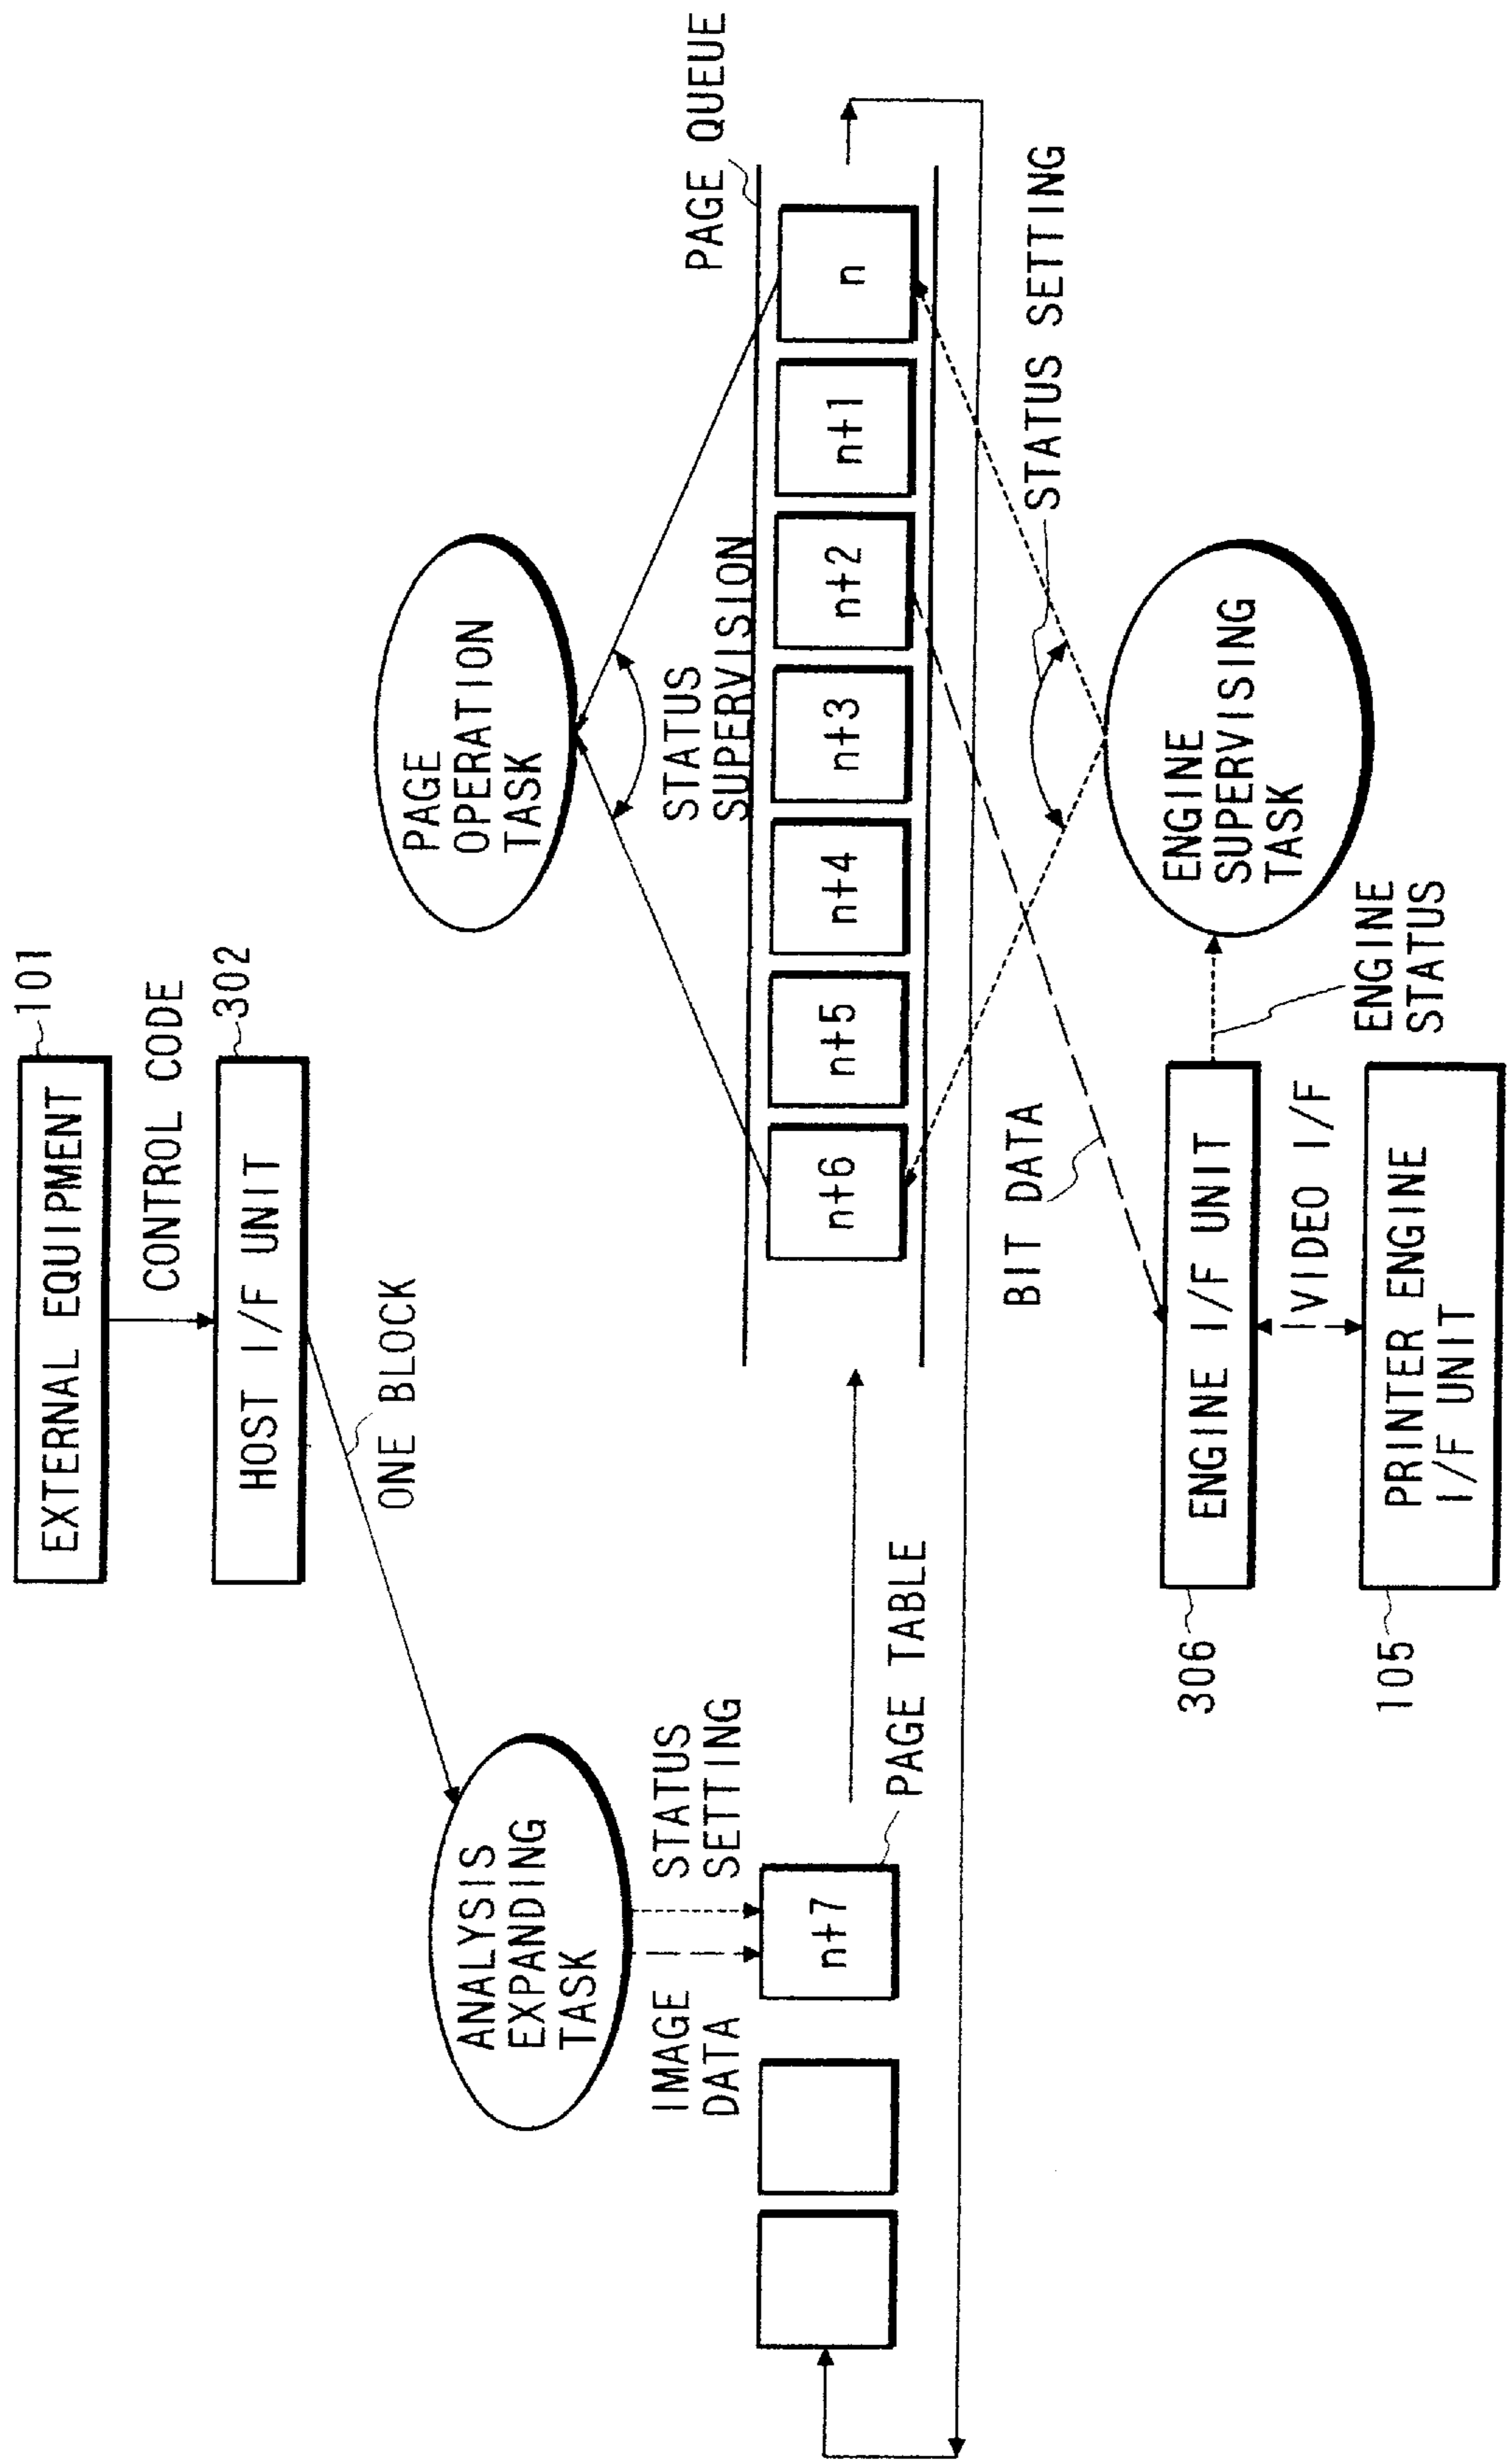 EXTERNAL EQUIPMENT
101
CONTROL CODE
HOST I/F UNIT
302
ONE BLOCK
ANALYSIS
EXPANDING
TASK
PAGE
OPERATION
TASK
IMAGE
DATA
STATUS
SETTING
STATUS
SUPERVISION
PAGE QUEUE
n+7
n+6
n+5
n+4
n+3
n+2
n+1
n
PAGE TABLE
BIT DATA
STATUS SETTING
306
ENGINE I/F UNIT
ENGINE
SUPERVISING
TASK
VIDEO I/F
ENGINE
STATUS
105
PRINTER ENGINE
I/F UNIT